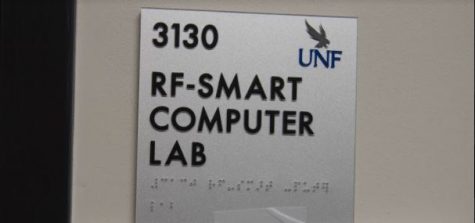 3130
UNF
RF-SMART
COMPUTER
LAB